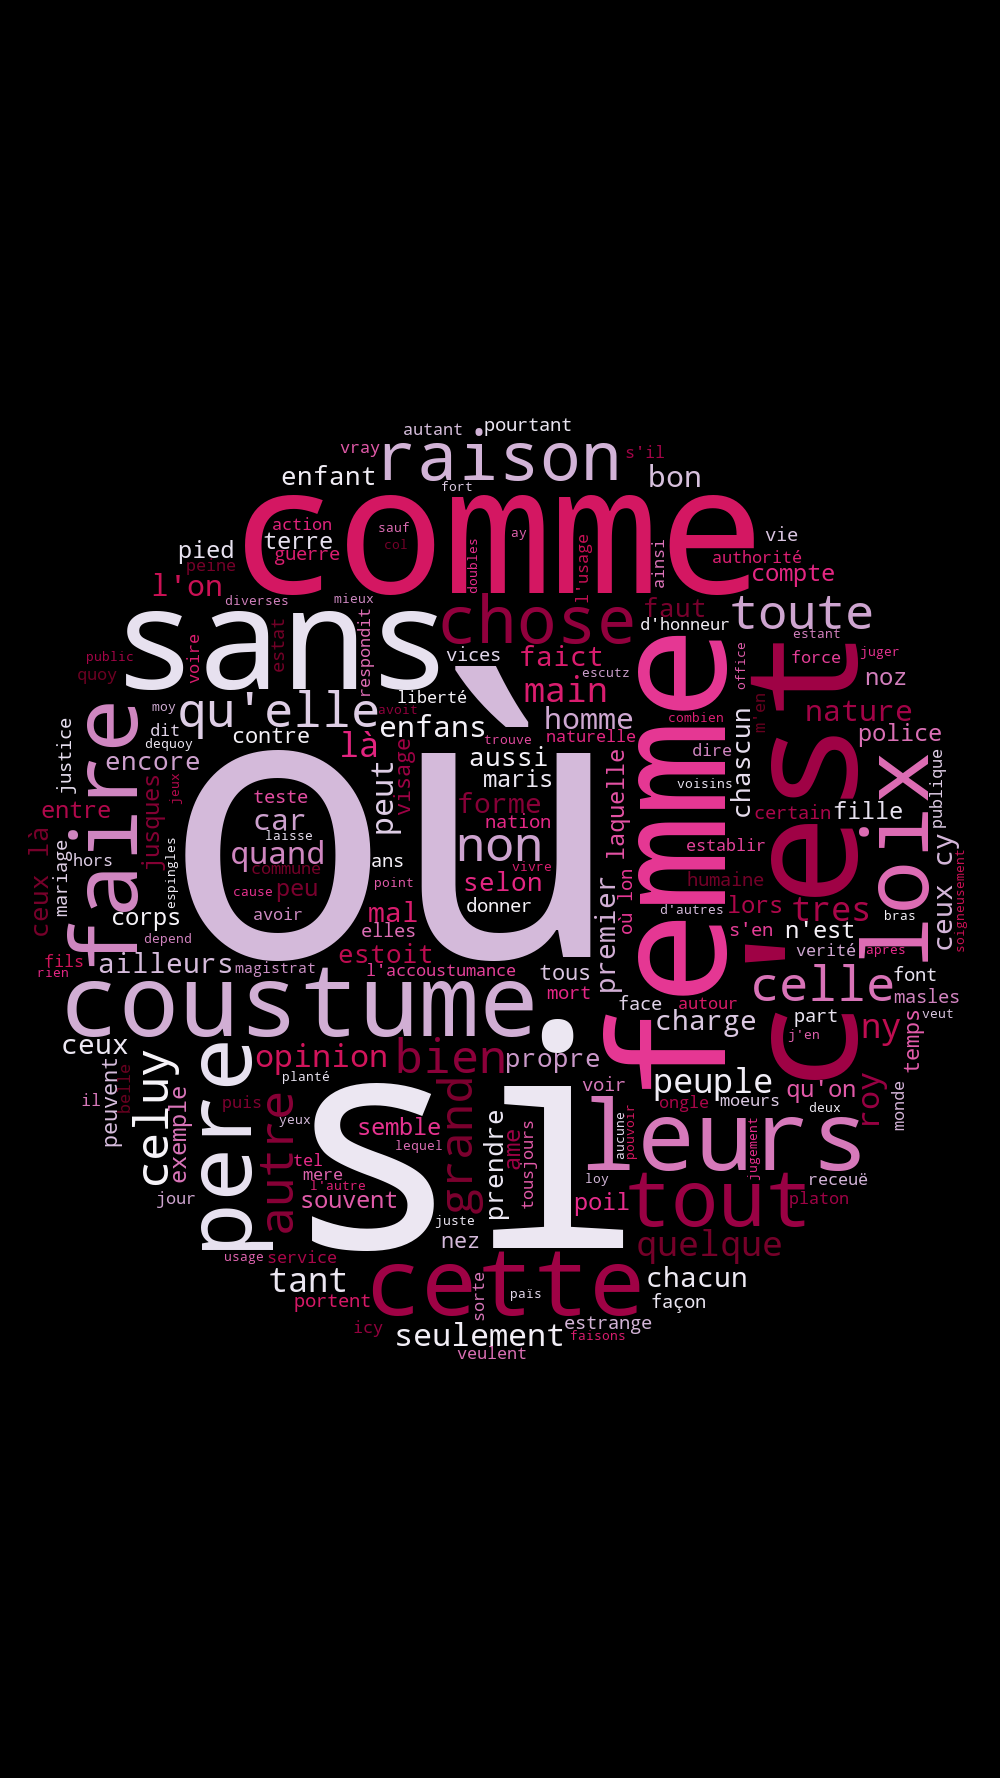 autant
pourtant
vray
raison
s'il
enfant
fort
bon
comme
action
sauf
ay
vie
pied
terre
guerre
col
doubles
l'usage
ainsi
authorité
peine
compte
l'on
diverses
mieux
chose
faut
toute
sans
d'honneur
estant
public
quoy
voire
estat
respondit
vices
faict
escutz
office
c'est
force
juger
moy
qu'elle
liberté
main
noz
avoit
femme
combien
m'en
nature
dit
contre
enfans
trouve
homme
naturelle
police
dequoy
là
dire
chascun
justice
faire
encore
où
visage
aussi
maris
laquelle
voisins
loix
publique
entre
jusques
jeux
teste
car
laisse
peut
forme
nation
certain
fille
ceux là
hors
mariage
espingles
quand
commune
ans
non
vivre
establir
ceux cy
soigneusement
cause
peu
point
selon
humaine
corps
avoir
mal
elles
donner
où lon
premier
d'autres
lors
tres
bras
depend
estoit
s'en
n'est
verité
apres
fils
rien
ailleurs
magistrat
l'accoustumance
tous
celle
font
coustume
mort
face
autour
part
masles
veut
ceux
charge
j'en
ny
temps
opinion
bien
propre
peuple
qu'on
planté
voir
il
belle
peuvent
celuy
exemple
pere
puis
autre
yeux
si
semble
lequel
grand
prendre
ame
tousjours
leurs
aucune
pouvoir
ongle
moeurs
deux
roy
monde
tel
mere
l'autre
loy
jugement
jour
souvent
juste
poil
tout
platon
receuë
usage
service
nez
quelque
tant
cette
chacun
portent
sorte
païs
façon
icy
seulement
estrange
faisons
veulent